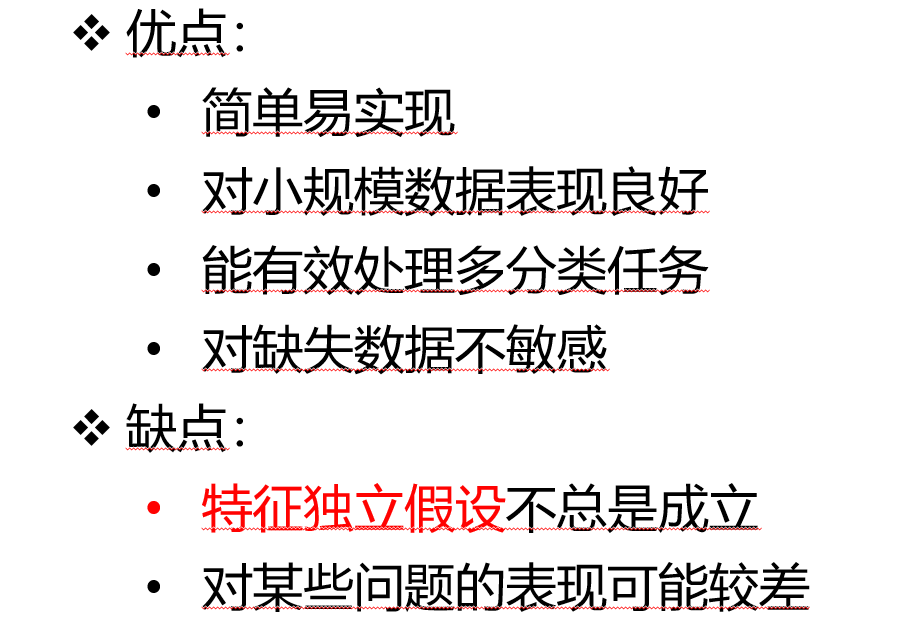 ❖ 优点：
• 简单易实现
• 对小规模数据表现良好
• 能有效处理多分类任务
• 对缺失数据不敏感
❖ 缺点：
• 特征独立假设不总是成立
• 对某些问题的表现可能较差